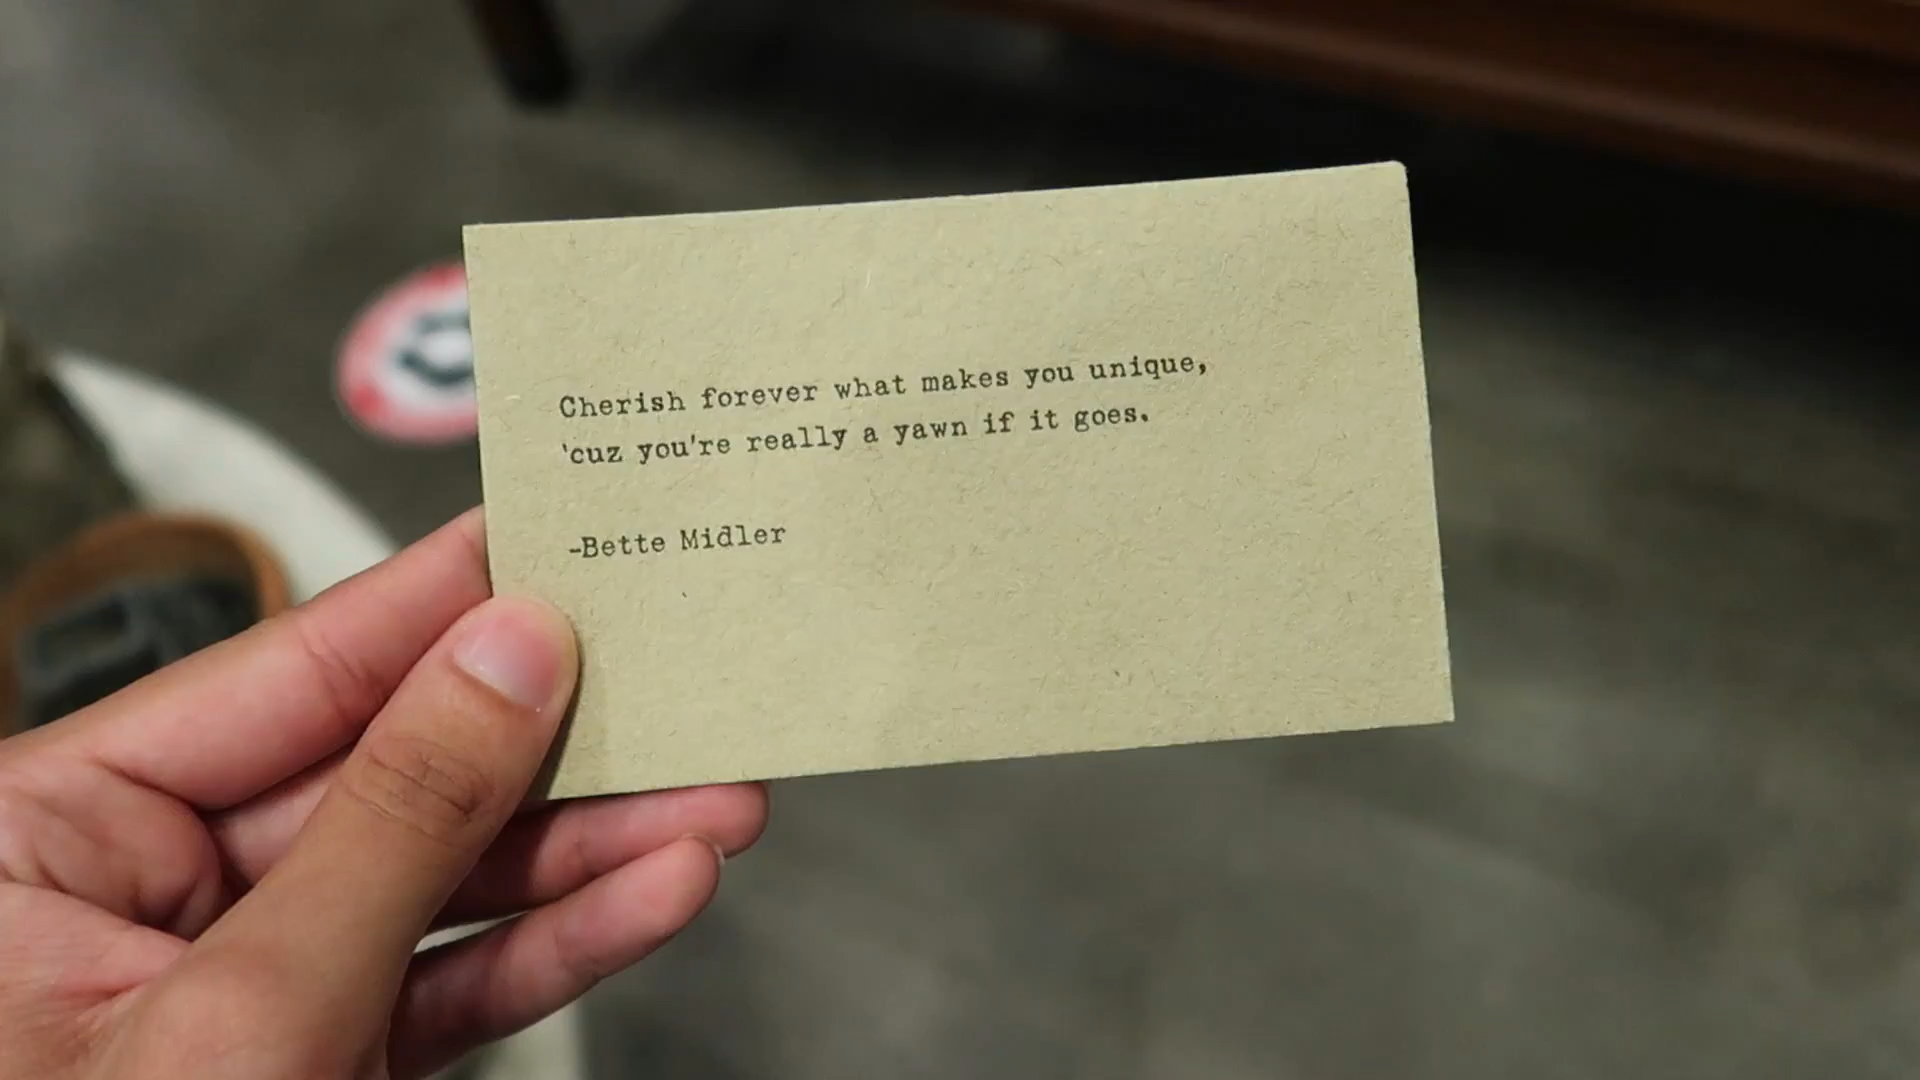 Cherish forever what makes you unique,
'cuz you're really a yawn if it goes.
-Bette Midler